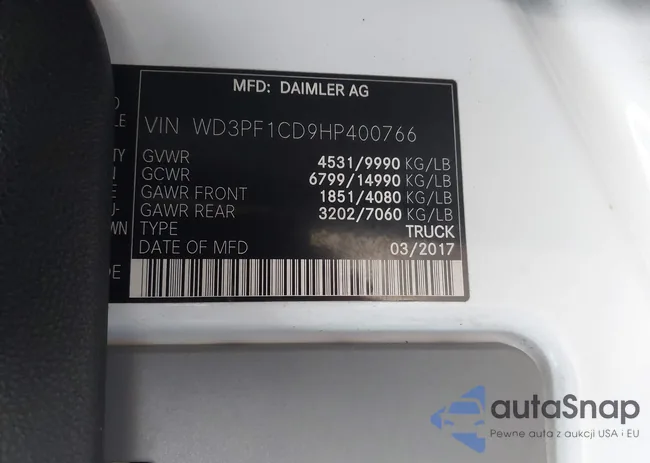 MFD: DAIMLER AG
VIN WD3PF1CD9HP400766
GVWR 4531/9990 KG/LB
GCWR 6799/14990 KG/LB
GAWR FRONT 1851/4080 KG/LB
GAWR REAR 3202/7060 KG/LB
TYPE TRUCK
DATE OF MFD 03/2017
autaSnap
Pewne auta z aukcji USA i EU